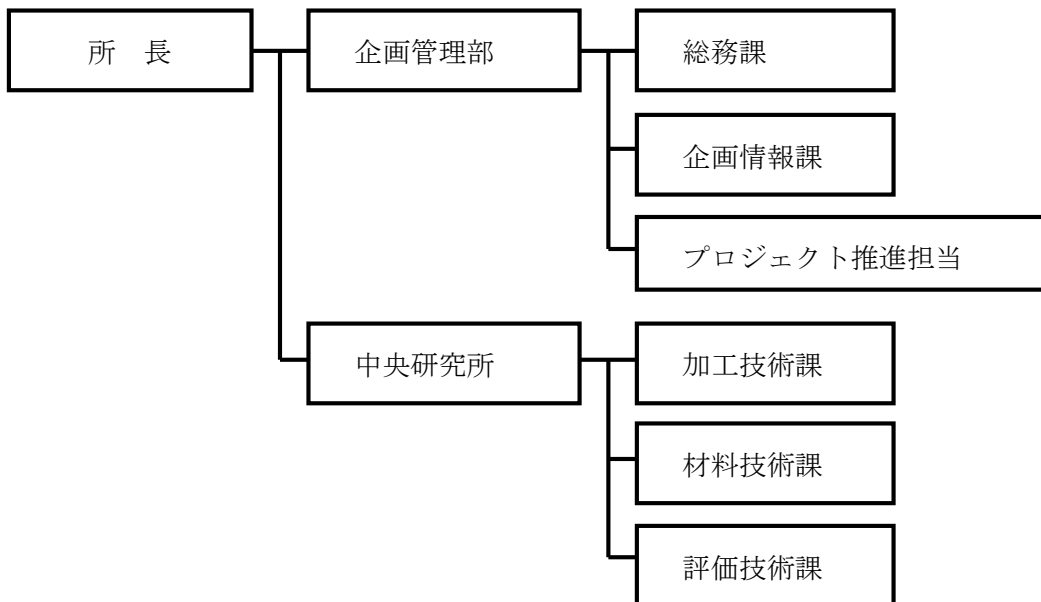 所　長
企画管理部
総務課
企画情報課
プロジェクト推進担当
中央研究所
加工技術課
材料技術課
評価技術課